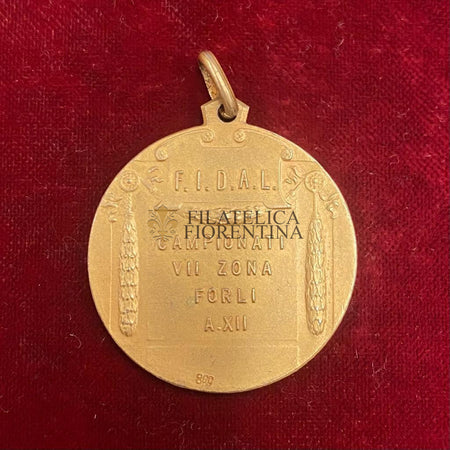 F.I.D.A.L.
FILATELICA
FIORENTINA
CAMPIONATI
VII ZONA
FORLI
A.XII
800